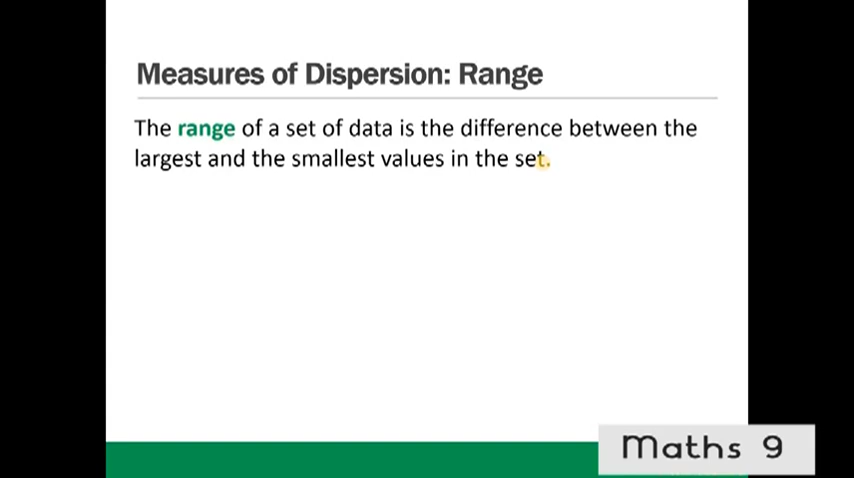 Measures of Dispersion: Range
The range of a set of data is the difference between the
largest and the smallest values in the set.
Maths 9